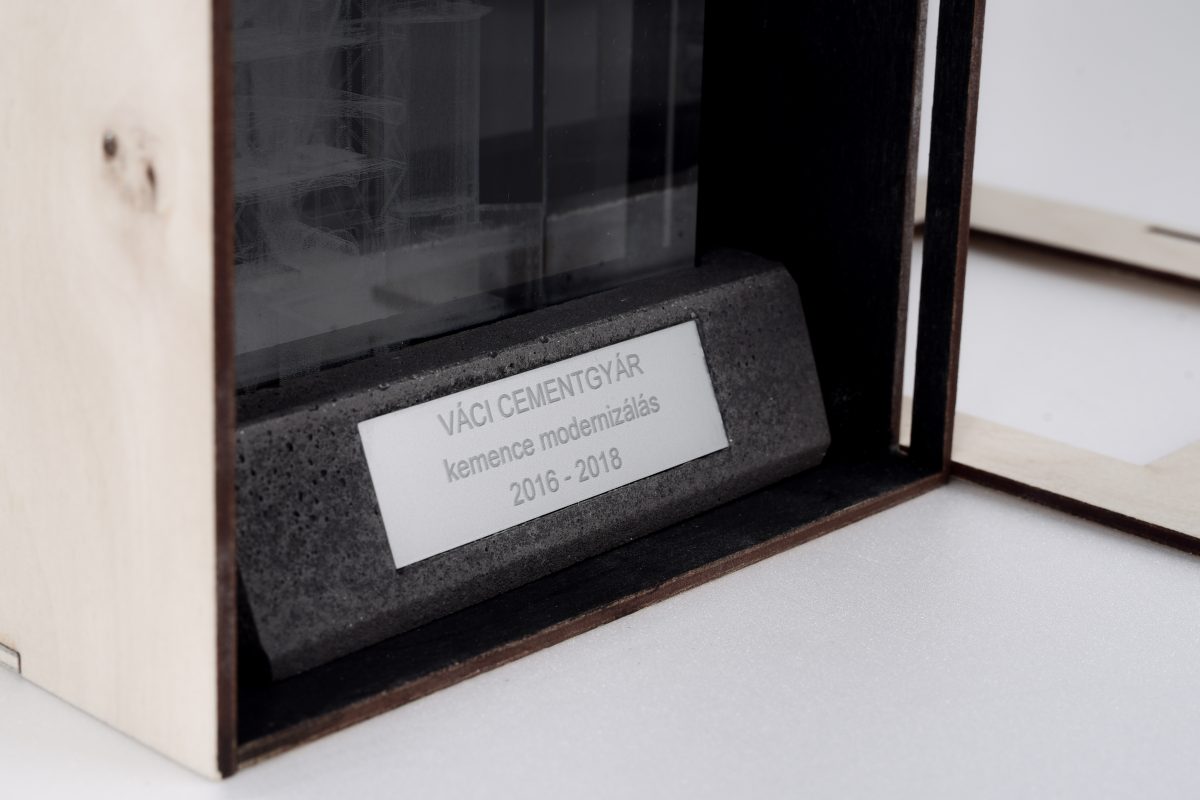 VÁCI CEMENTGYÁR
kemence modernizálás
2016 - 2018